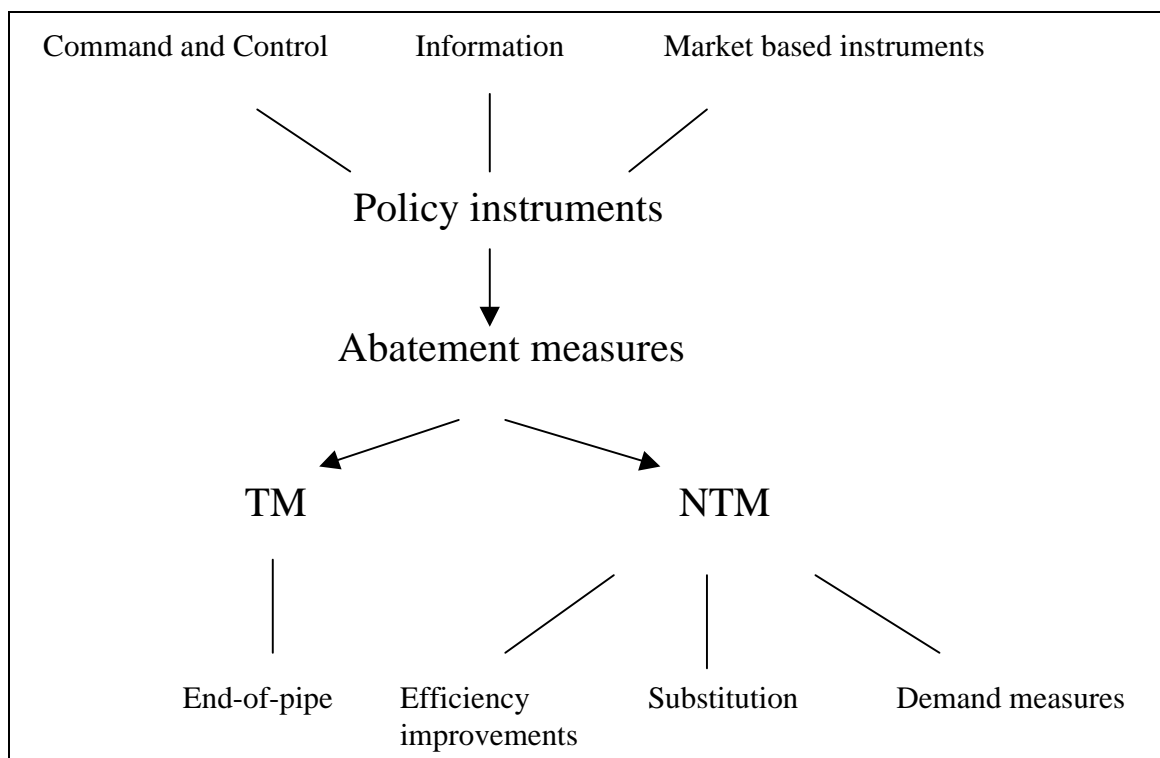 Command and Control Information Market based instruments
Policy instruments
Abatement measures
TM NTM
End-of-pipe Efficiency improvements Substitution Demand measures